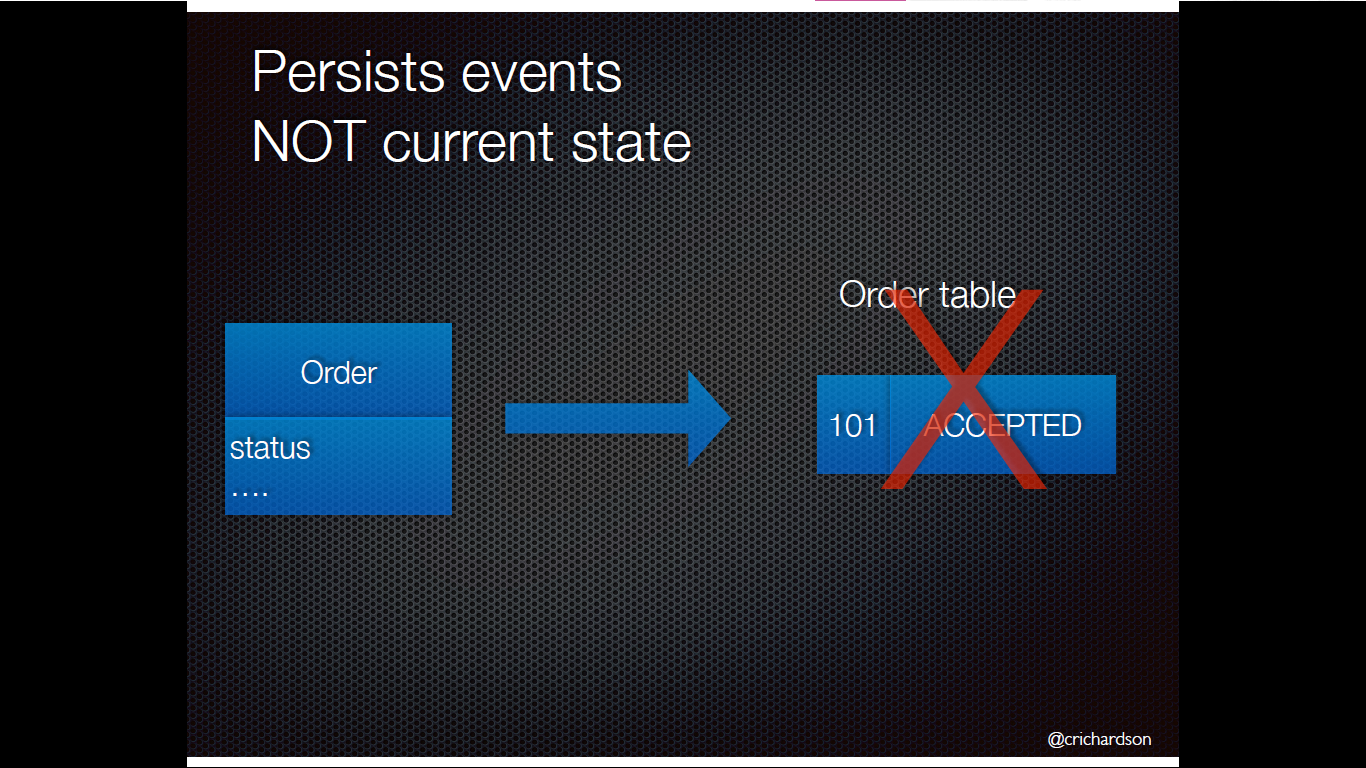 Persists events
NOT current state
Order table
Order
status
....
101 ACCEPTED
@crichardson